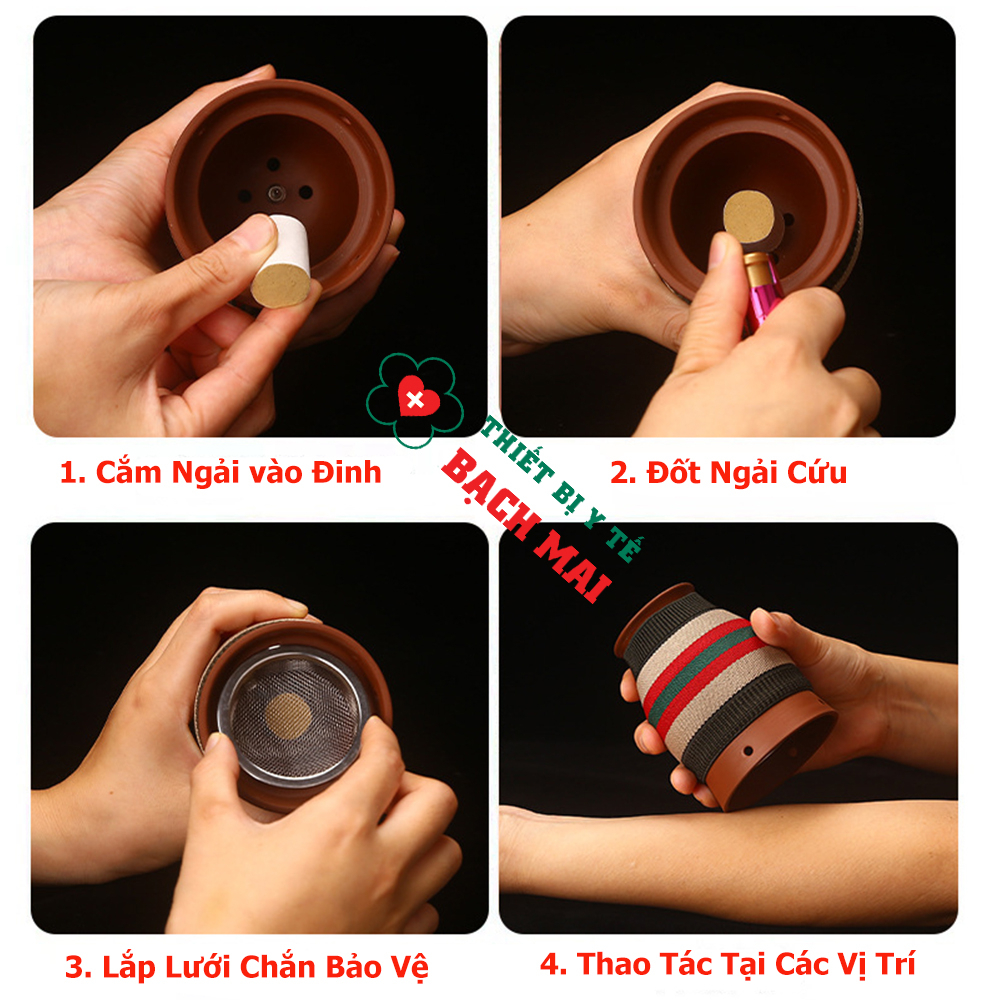 1. Cắm Ngải vào Đinh
2. Đốt Ngải Cứu
THIẾT BỊ Y TẾ
BẠCH MAI
3. Lắp Lưới Chắn Bảo Vệ
4. Thao Tác Tại Các Vị Trí